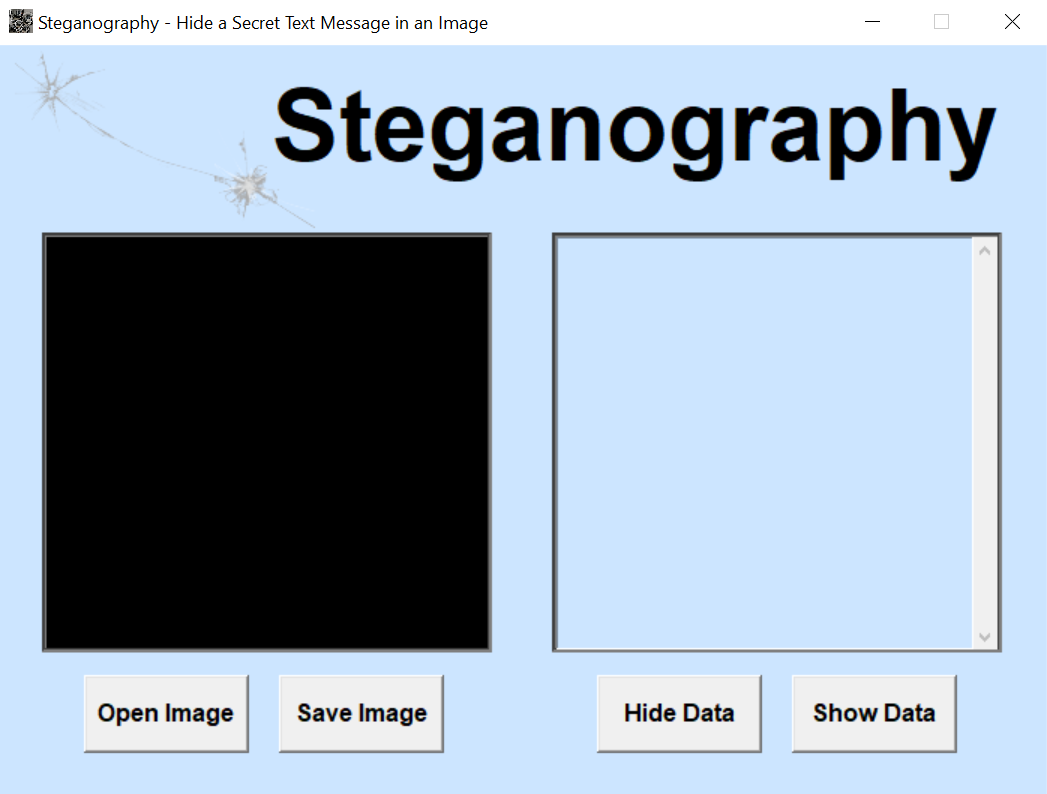 Steganography - Hide a Secret Text Message in an Image
Steganography
Open Image
Save Image
Hide Data
Show Data